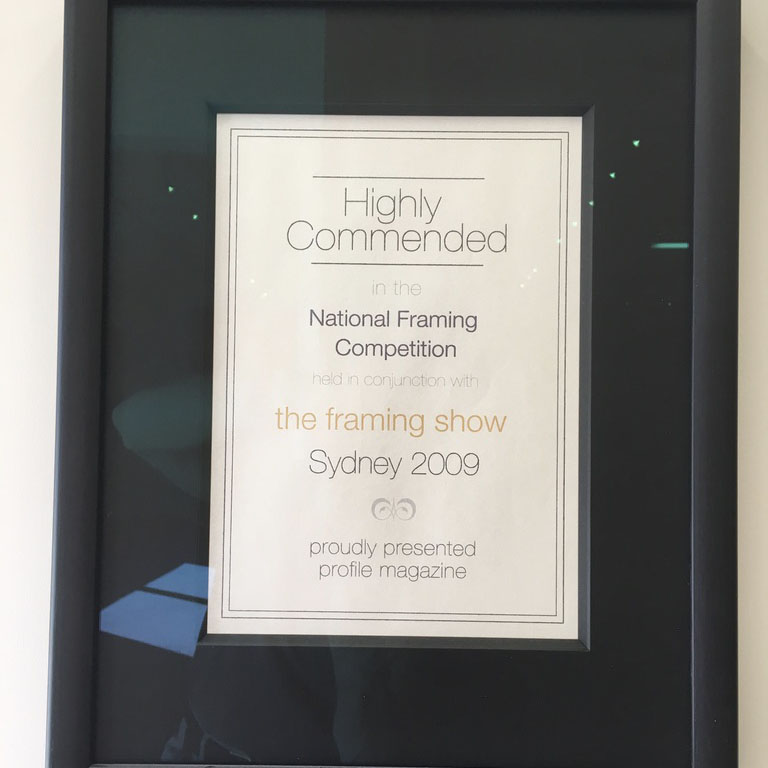 Highly
Commended
in the
National Framing
Competition
held in conjunction with
the framing show
Sydney 2009
proudly presented
profile magazine